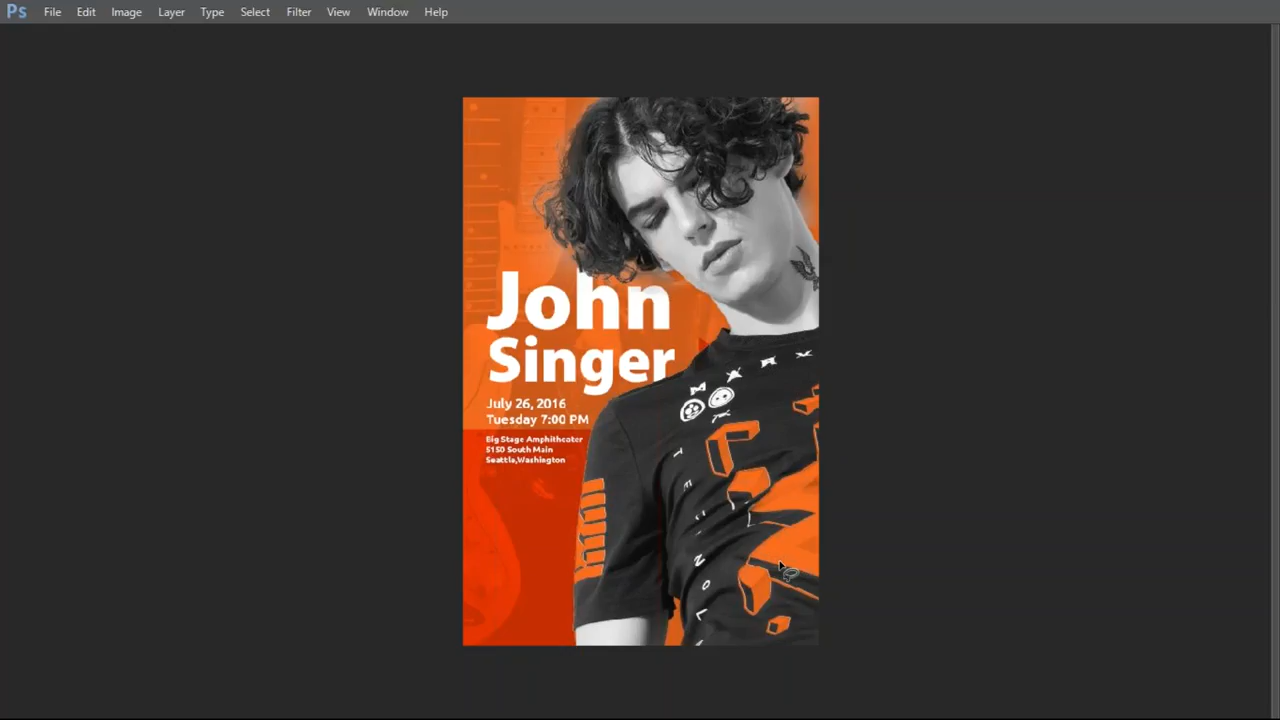 Ps File Edit Image Layer Type Select Filter View Window Help
John
Singer
July 26, 2016
Tuesday 7:00 PM
Big Stage Amphitheater
5150 South Main
Seattle,Washington